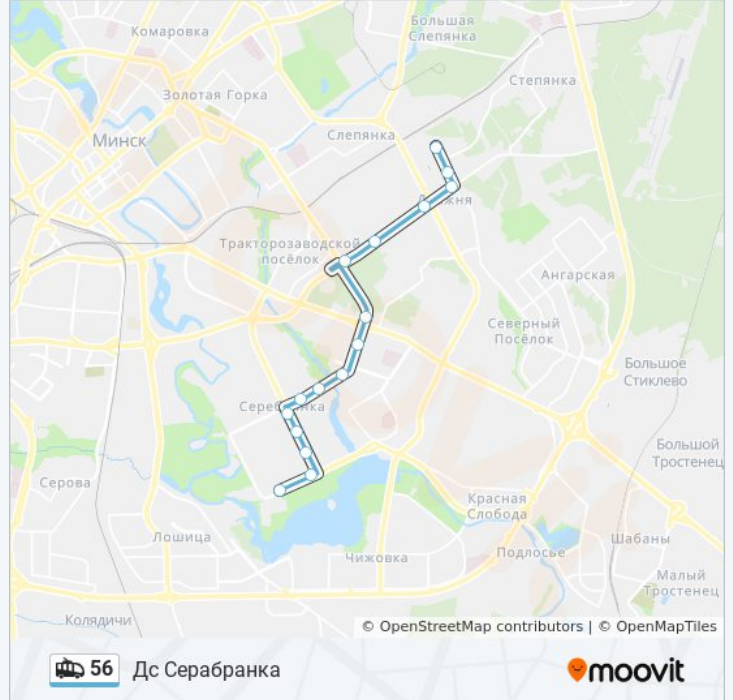 Большая
Слепянка
Комаровка
Степянка
Золотая Горка
Слепянка
Минск
Тракторозаводской
посёлок
Ангарская
Северный
Посёлок
Большое
Стиклево
Большой
Тростенец
Серова
Красная
Слобода
Лошица
Подлосье
Шабаны
Чижовка
Малый
Тростенец
Колядичи
© OpenStreetMap contributors | © OpenMapTiles
56 Дс Серабранка
moovit